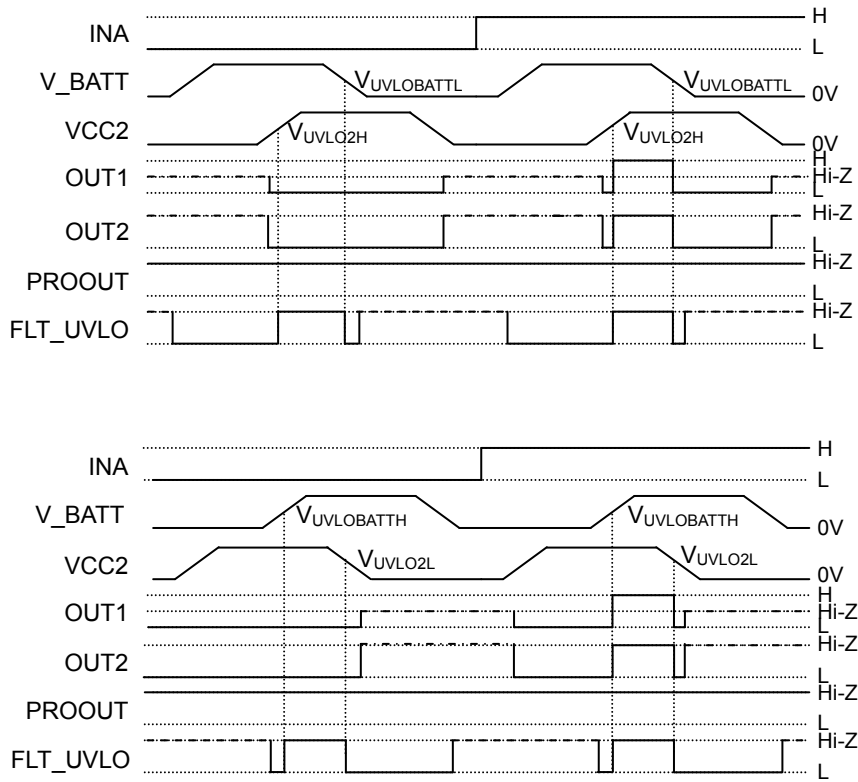 INA
H
L
V_BATT
VUVLOBATTL
VUVLOBATTL
0V
VCC2
VUVLO2H
VUVLO2H
0V
OUT1
H
Hi-Z
L
OUT2
Hi-Z
L
PROOUT
Hi-Z
L
FLT_UVLO
Hi-Z
L
INA
H
L
V_BATT
VUVLOBATTH
VUVLOBATTH
0V
VCC2
VUVLO2L
VUVLO2L
0V
OUT1
H
Hi-Z
L
OUT2
Hi-Z
L
PROOUT
Hi-Z
L
FLT_UVLO
Hi-Z
L